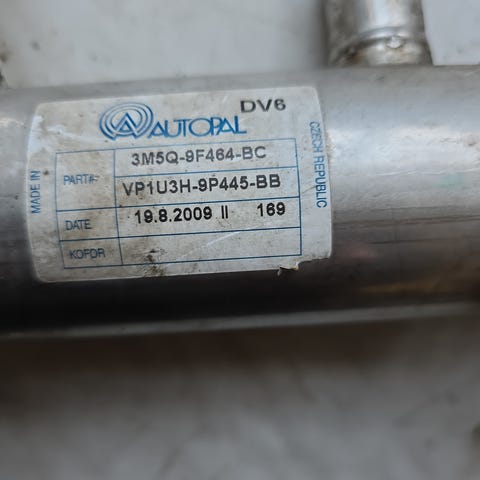 DV6
AUTOPAL
MADE IN
PART#:
3M5Q-9F464-BC
VP1U3H-9P445-BB
DATE
19.8.2009 II 169
KOFDR
CZECH REPUBLIC